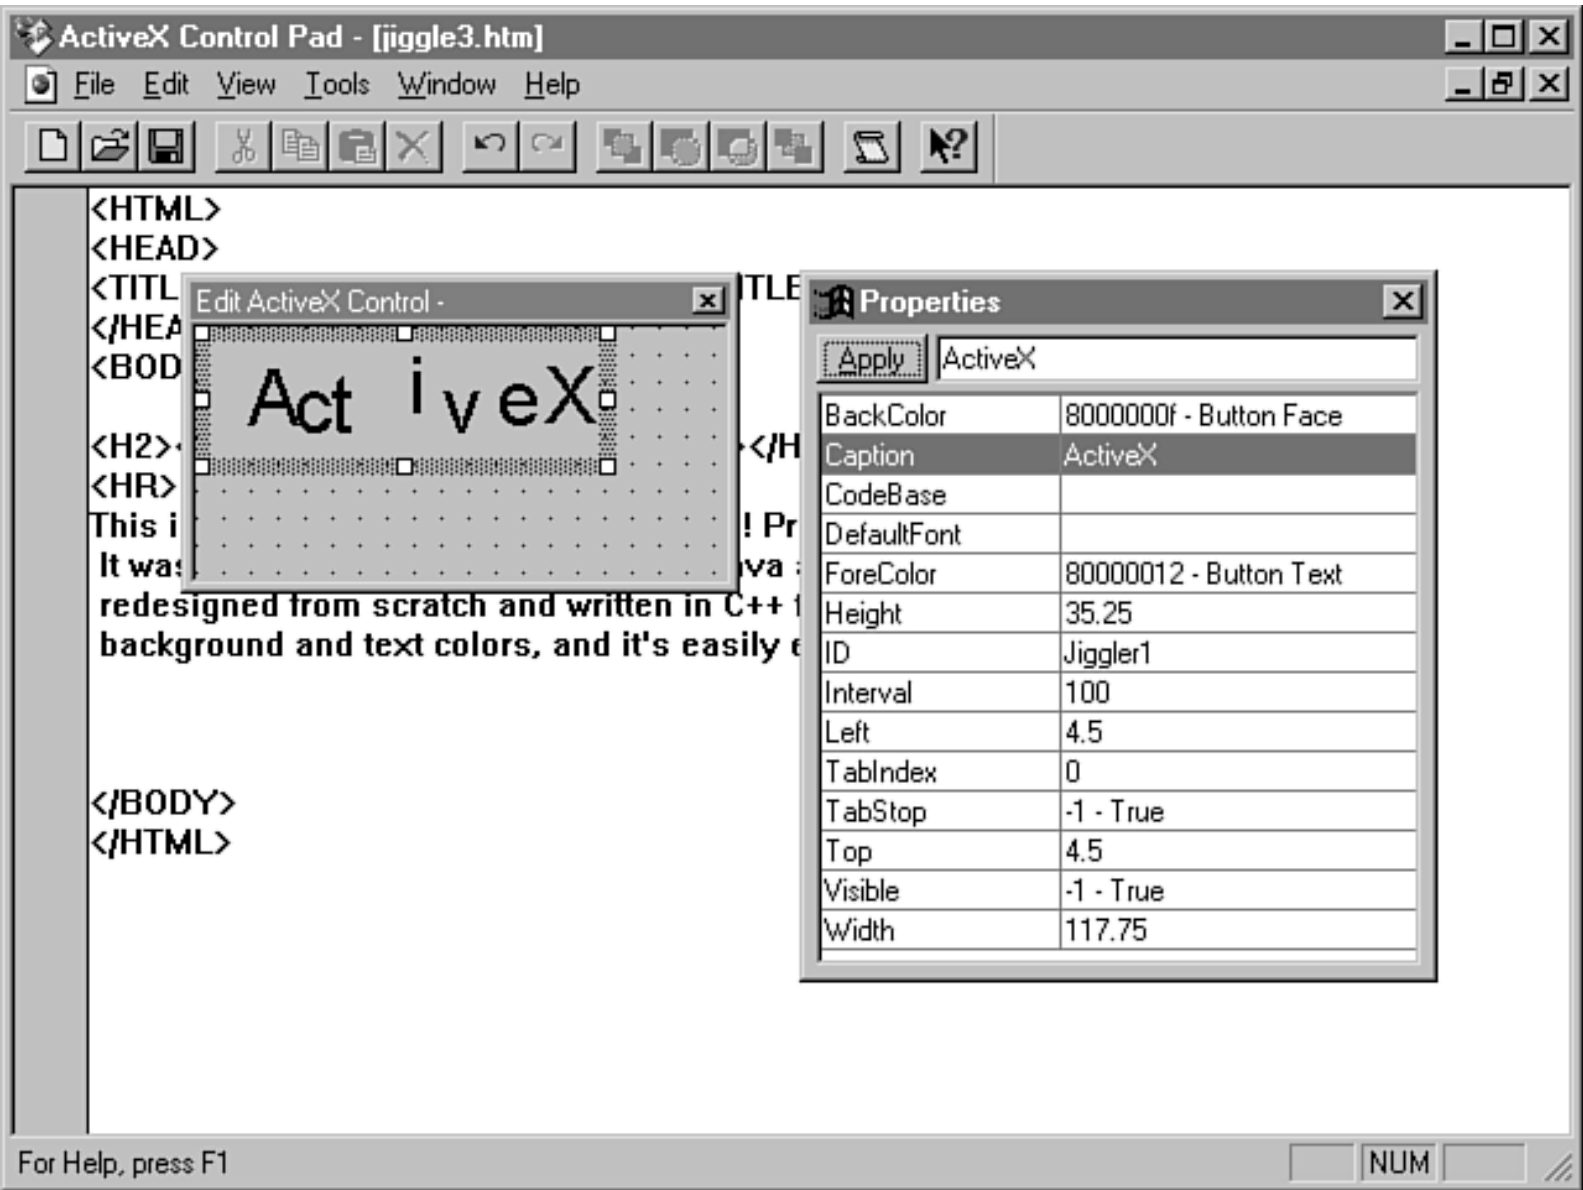 ActiveX Control Pad - [jiggle3.htm]
File Edit View Tools Window Help
<HTML>
<HEAD>
<TITL
TLE
</HEA
<BOD
<H2>
></H
<HR>
This i
! Pr
It was
va
redesigned from scratch and written in C++
background and text colors, and it's easily e
</BODY>
</HTML>
Edit ActiveX Control -
ActiveX
Properties
Apply ActiveX
BackColor 8000000f - Button Face
Caption ActiveX
CodeBase
DefaultFont
ForeColor 80000012 - Button Text
Height 35.25
ID Jiggler1
Interval 100
Left 4.5
TabIndex 0
TabStop -1 - True
Top 4.5
Visible -1 - True
Width 117.75
For Help, press F1
NUM